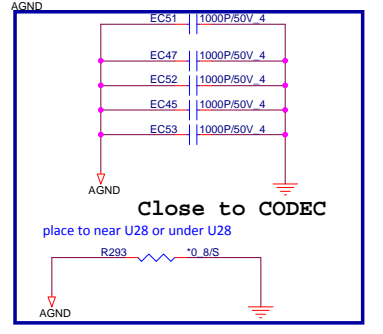 AGND
EC51 1000P/50V_4
EC47 1000P/50V_4
EC52 1000P/50V_4
EC45 1000P/50V_4
EC53 1000P/50V_4
AGND
Close to CODEC
place to near U28 or under U28
R293 *0_8/S
AGND